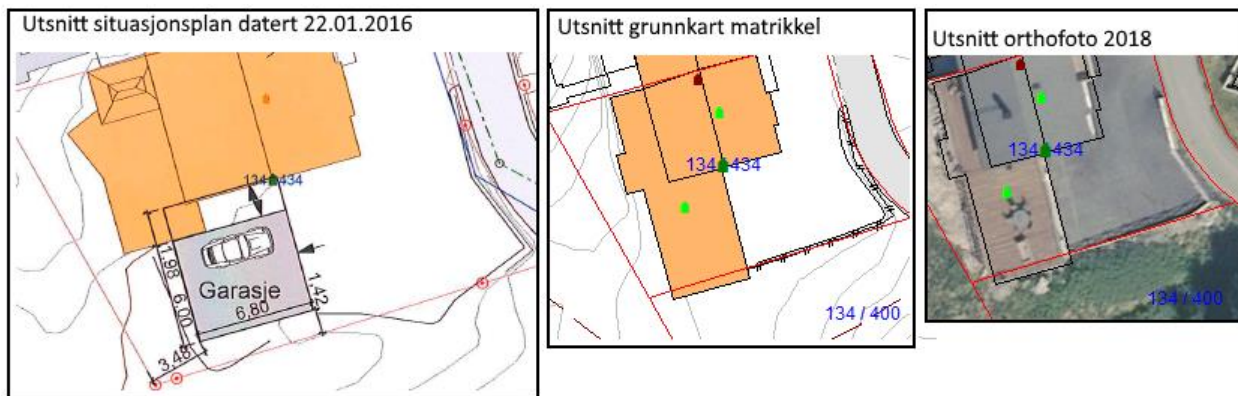 Utsnitt situasjonsplan datert 22.01.2016
134 / 434
1.98
6.00
Garasje
6,80
1.42
3.48
Utsnitt grunnkart matrikkel
134 / 434
134 / 400
Utsnitt orthofoto 2018
134 / 434
134 / 400